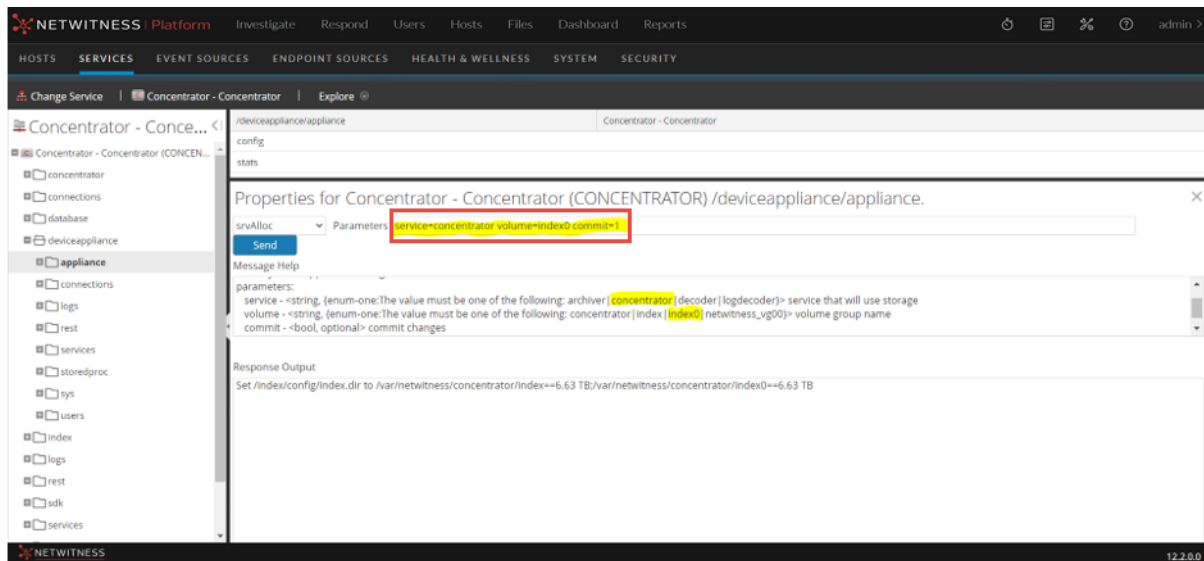 NETWITNESS | Platform Investigate Respond Users Hosts Files Dashboard Reports admin >
HOSTS SERVICES EVENT SOURCES ENDPOINT SOURCES HEALTH & WELLNESS SYSTEM SECURITY
Change Service | Concentrator - Concentrator | Explore
Concentrator - Conce...
Concentrator - Concentrator (CONCEN...
concentrator
connections
database
deviceappliance
appliance
connections
logs
rest
services
storedproc
sys
users
index
logs
rest
sdk
services
/deviceappliance/appliance Concentrator - Concentrator
config
stats
Properties for Concentrator - Concentrator (CONCENTRATOR) /deviceappliance/appliance.
srvAlloc Parameters service=concentrator volume=index0 commit=1
Send
Message Help
parameters:
service - <string, {enum-one:The value must be one of the following: archiver|concentrator|decoder|logdecoder}> service that will use storage
volume - <string, {enum-one:The value must be one of the following: concentrator|index|index0|netwitness_vg00}> volume group name
commit - <bool, optional> commit changes
Response Output
Set /index/config/index.dir to /var/netwitness/concentrator/index==6.63 TB;/var/netwitness/concentrator/index0==6.63 TB
NETWITNESS 12.2.0.0